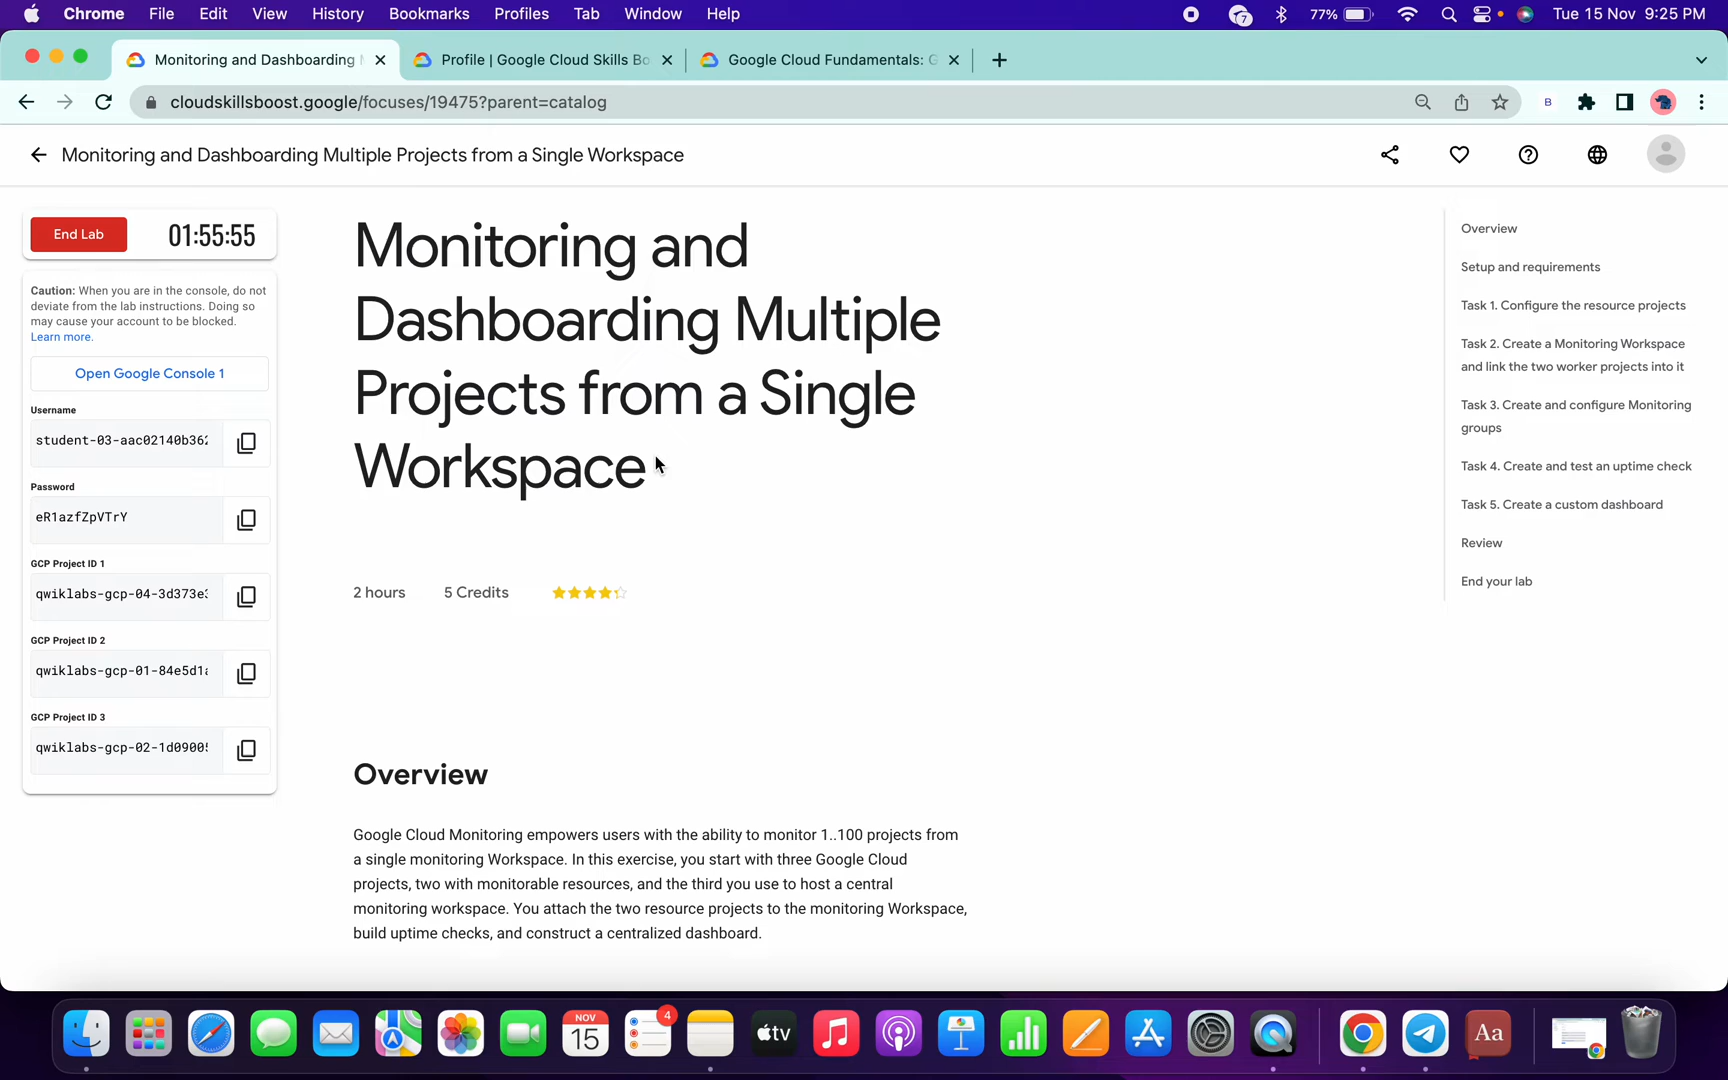 Chrome File Edit View History Bookmarks Profiles Tab Window Help 7 77% Tue 15 Nov 9:25 PM
Monitoring and Dashboarding Profile | Google Cloud Skills Bo Google Cloud Fundamentals: G
cloudskillsboost.google/focuses/19475?parent=catalog B
Monitoring and Dashboarding Multiple Projects from a Single Workspace
End Lab 01:55:55
Caution: When you are in the console, do not
deviate from the lab instructions. Doing so
may cause your account to be blocked.
Learn more.
Open Google Console 1
Username
student-03-aac02140b362
Password
eR1azfZpVTrY
GCP Project ID 1
qwiklabs-gcp-04-3d373e3
GCP Project ID 2
qwiklabs-gcp-01-84e5d1a
GCP Project ID 3
qwiklabs-gcp-02-1d09005
Monitoring and
Dashboarding Multiple
Projects from a Single
Workspace
2 hours 5 Credits
Overview
Google Cloud Monitoring empowers users with the ability to monitor 1..100 projects from
a single monitoring Workspace. In this exercise, you start with three Google Cloud
projects, two with monitorable resources, and the third you use to host a central
monitoring workspace. You attach the two resource projects to the monitoring Workspace,
build uptime checks, and construct a centralized dashboard.
Overview
Setup and requirements
Task 1. Configure the resource projects
Task 2. Create a Monitoring Workspace
and link the two worker projects into it
Task 3. Create and configure Monitoring
groups
Task 4. Create and test an uptime check
Task 5. Create a custom dashboard
Review
End your lab
NOV
15
4
tv
Aa